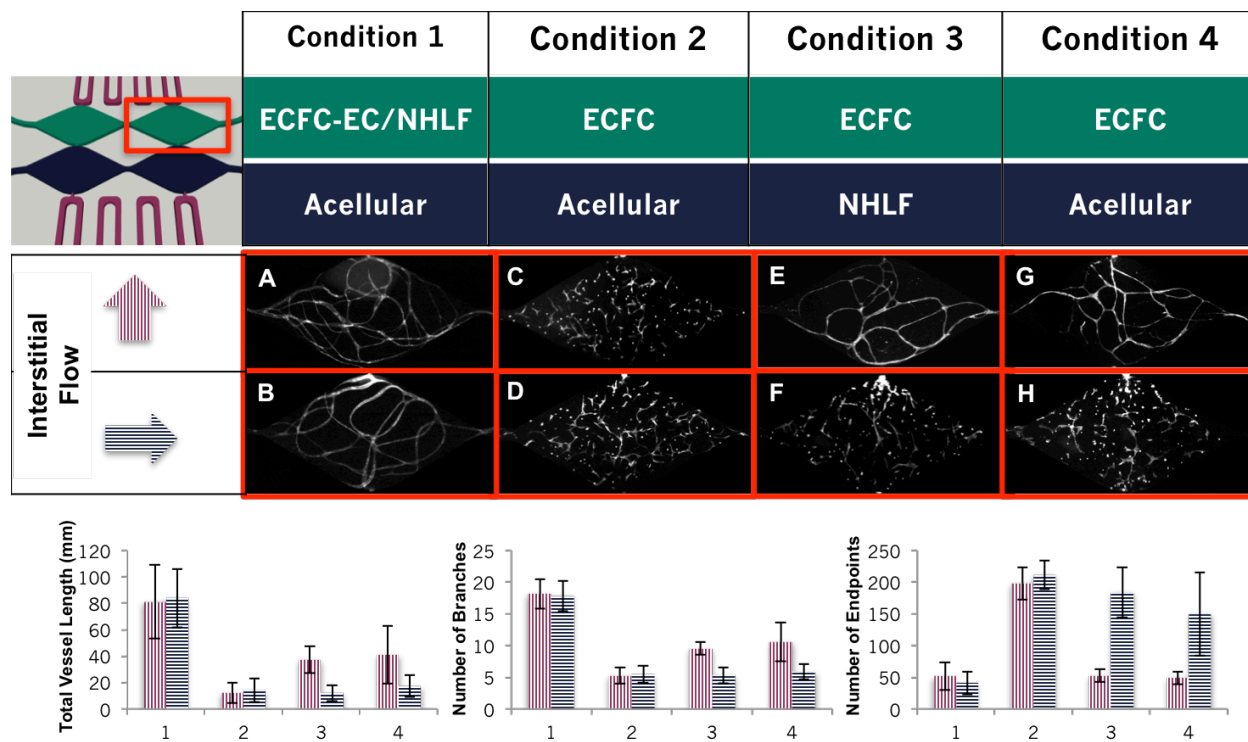 Condition 1
Condition 2
Condition 3
Condition 4
ECFC-EC/NHLF
ECFC
ECFC
ECFC
Acellular
Acellular
NHLF
Acellular
Interstitial
Flow
A
C
E
G
B
D
F
H
Total Vessel Length (mm)
120
100
80
60
40
20
0
1 2 3 4
Number of Branches
25
20
15
10
5
0
1 2 3 4
Number of Endpoints
250
200
150
100
50
0
1 2 3 4